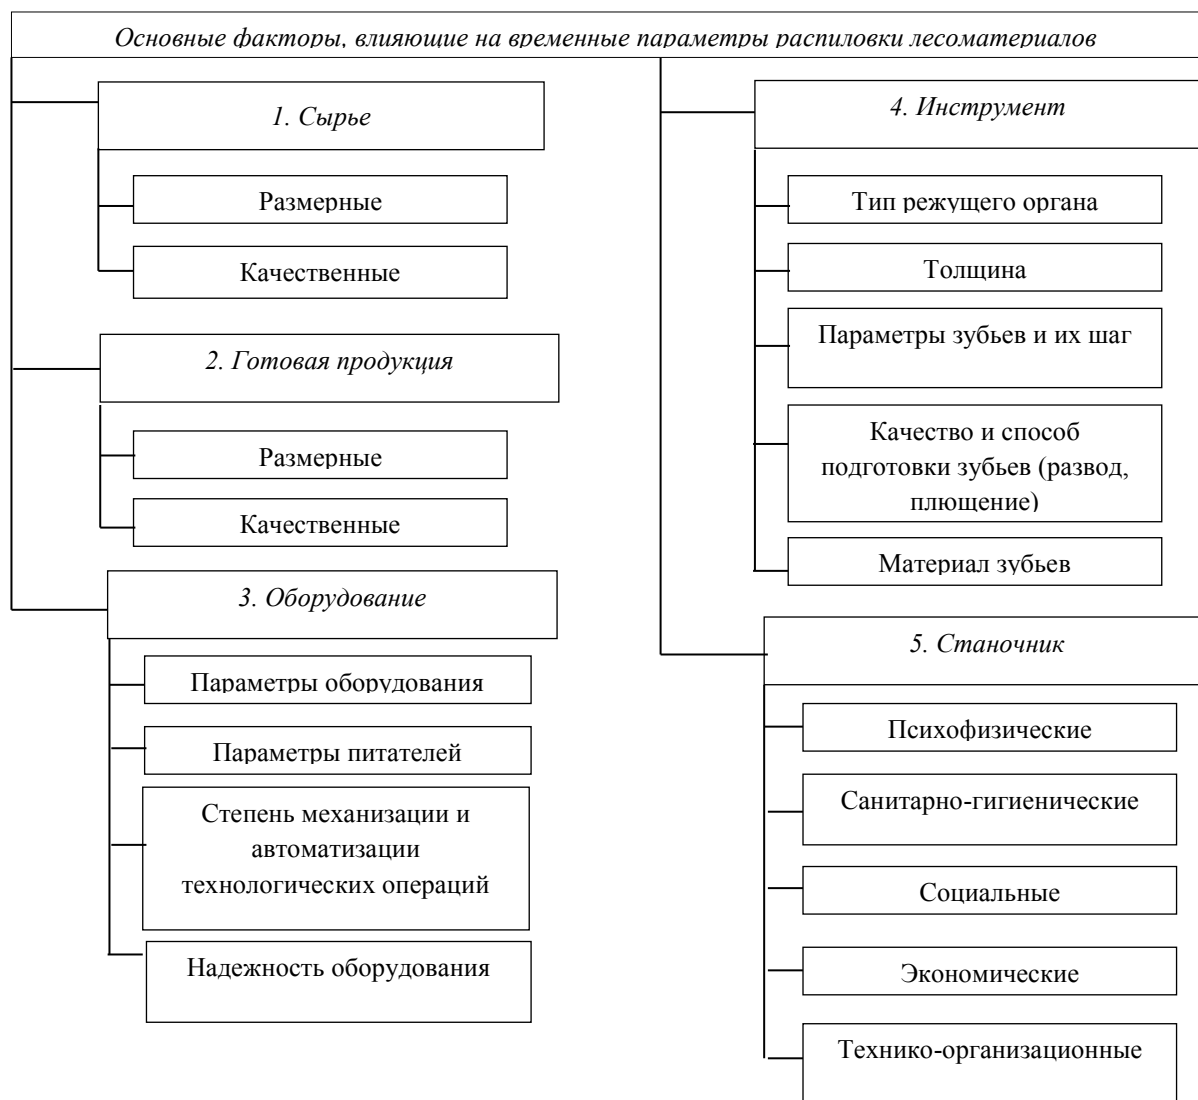 Основные факторы, влияющие на временные параметры распиловки лесоматериалов
1. Сырье
Размерные
Качественные
2. Готовая продукция
Размерные
Качественные
3. Оборудование
Параметры оборудования
Параметры питателей
Степень механизации и
автоматизации
технологических операций
Надежность оборудования
4. Инструмент
Тип режущего органа
Толщина
Параметры зубьев и их шаг
Качество и способ
подготовки зубьев (развод,
плющение)
Материал зубьев
5. Станочник
Психофизические
Санитарно-гигиенические
Социальные
Экономические
Технико-организационные